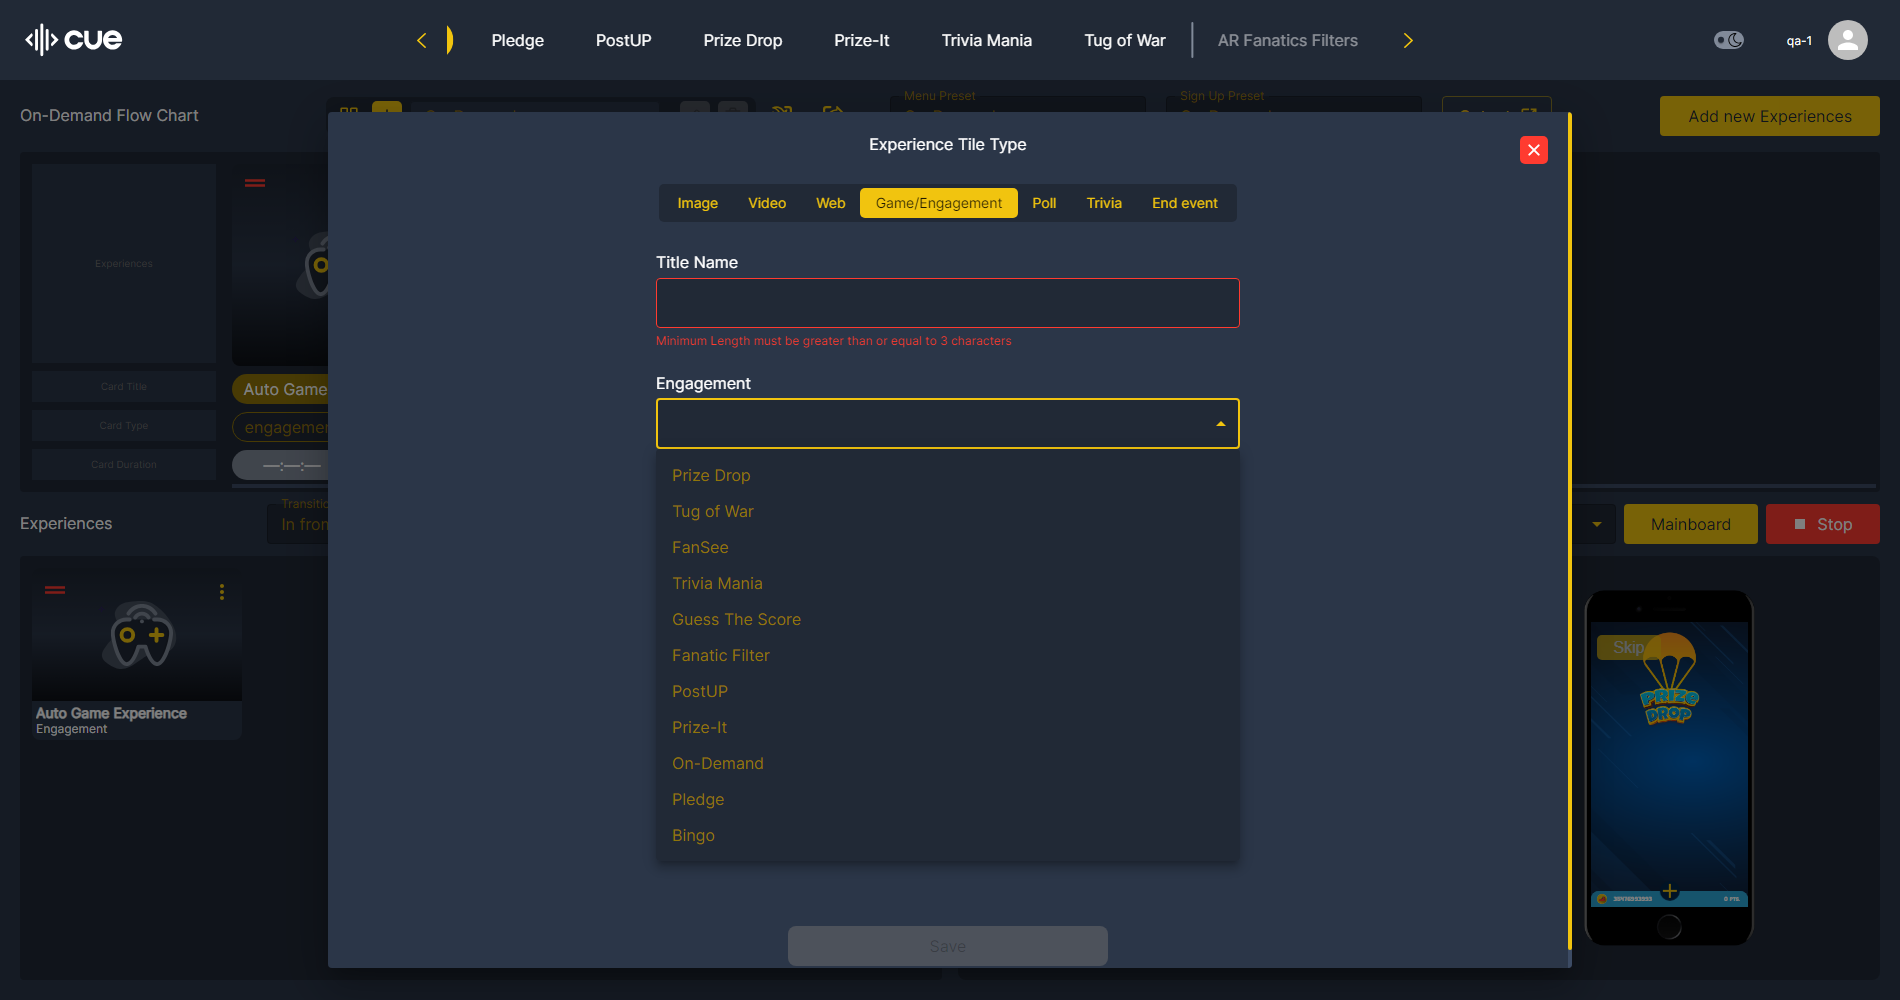 cue
Pledge
PostUP
Prize Drop
Prize-It
Trivia Mania
Tug of War
AR Fanatics Filters
qa-1
On-Demand Flow Chart
Menu Preset
Sign Up Preset
Add new Experiences
Experience Tile Type
Image
Video
Web
Game/Engagement
Poll
Trivia
End event
Experiences
Card Title
Card Type
Card Duration
Auto Game
engagemen
—:—:—
Title Name
Minimum Length must be greater than or equal to 3 characters
Engagement
Prize Drop
Tug of War
FanSee
Trivia Mania
Guess The Score
Fanatic Filter
PostUP
Prize-It
On-Demand
Pledge
Bingo
Save
Experiences
Transitio
In from
Mainboard
Stop
Auto Game Experience
Engagement
Skip
PRIZE
DROP
0 PTS.